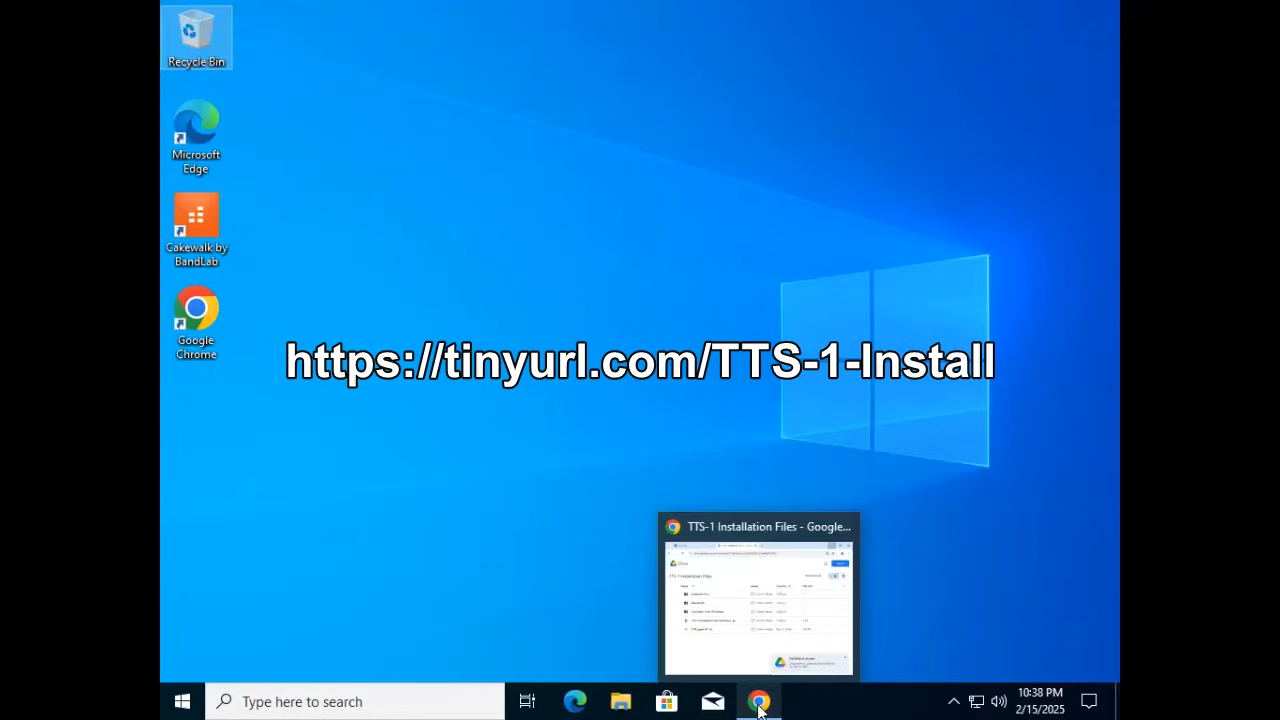 Recycle Bin
Microsoft
Edge
Cakewalk by
BandLab
Google
Chrome
https://tinyurl.com/TTS-1-Install
TTS-1 Installation Files - Google...
Type here to search
10:38 PM
2/15/2025